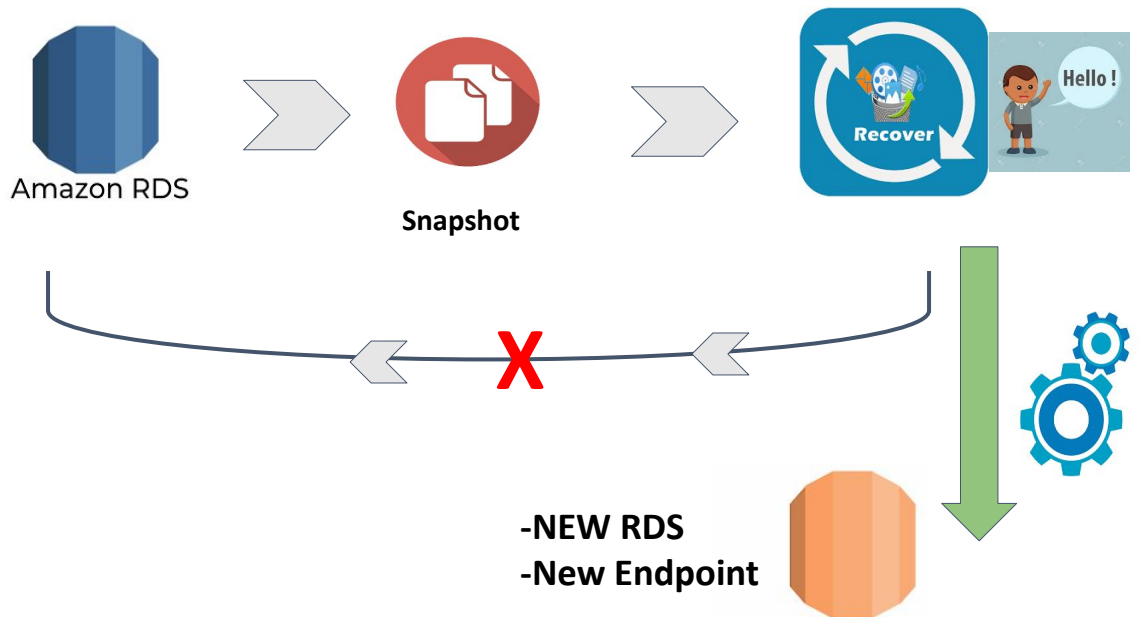 Amazon RDS
Snapshot
Recover
Hello !
X
-NEW RDS
-New Endpoint